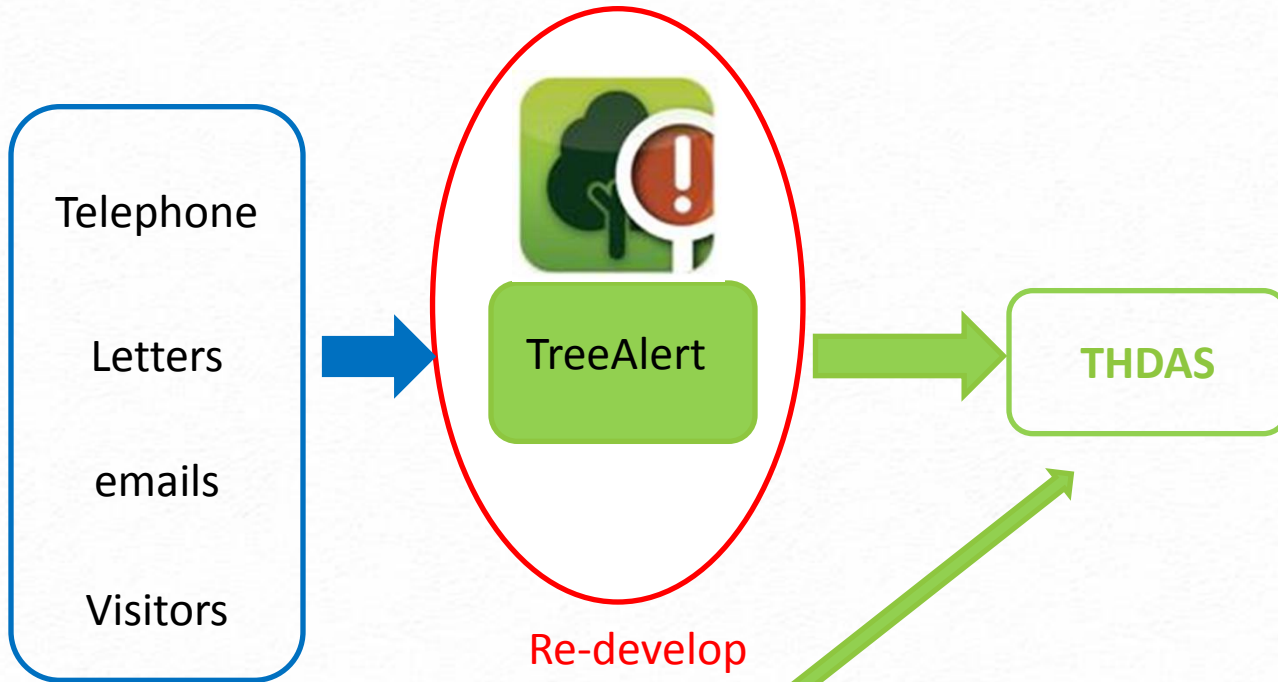 Telephone
Letters
emails
Visitors
TreeAlert
Re-develop
THDAS